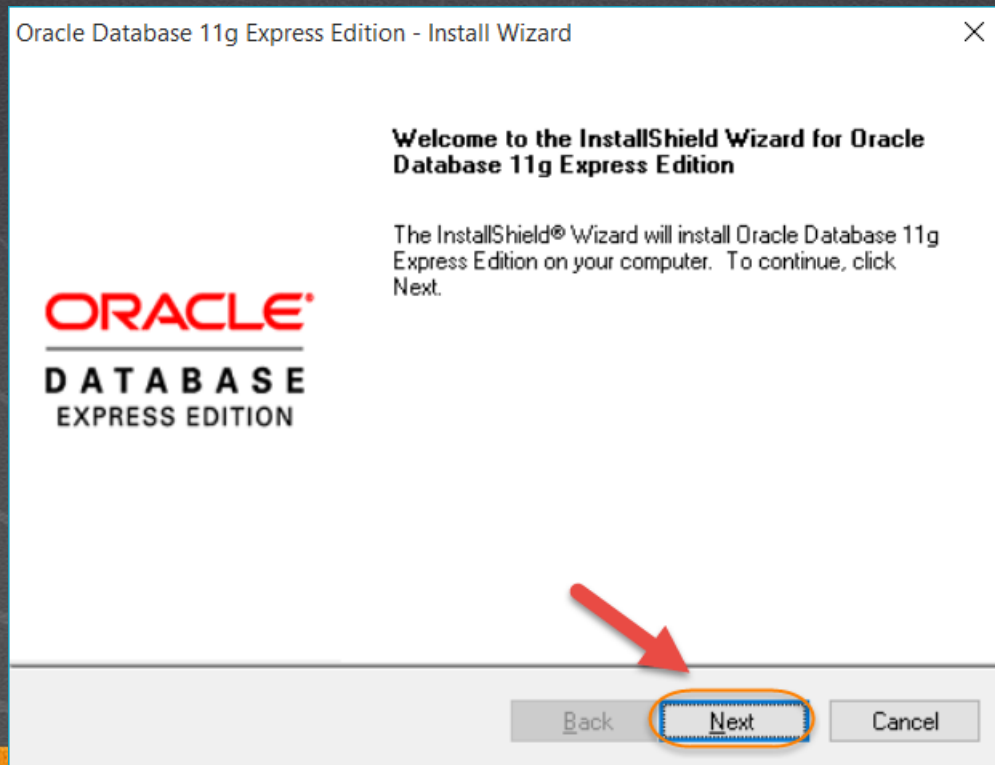 Oracle Database 11g Express Edition - Install Wizard
Welcome to the InstallShield Wizard for Oracle
Database 11g Express Edition
The InstallShield® Wizard will install Oracle Database 11g
Express Edition on your computer.  To continue, click
Next.
ORACLE®
DATABASE
EXPRESS EDITION
Back
Next
Cancel